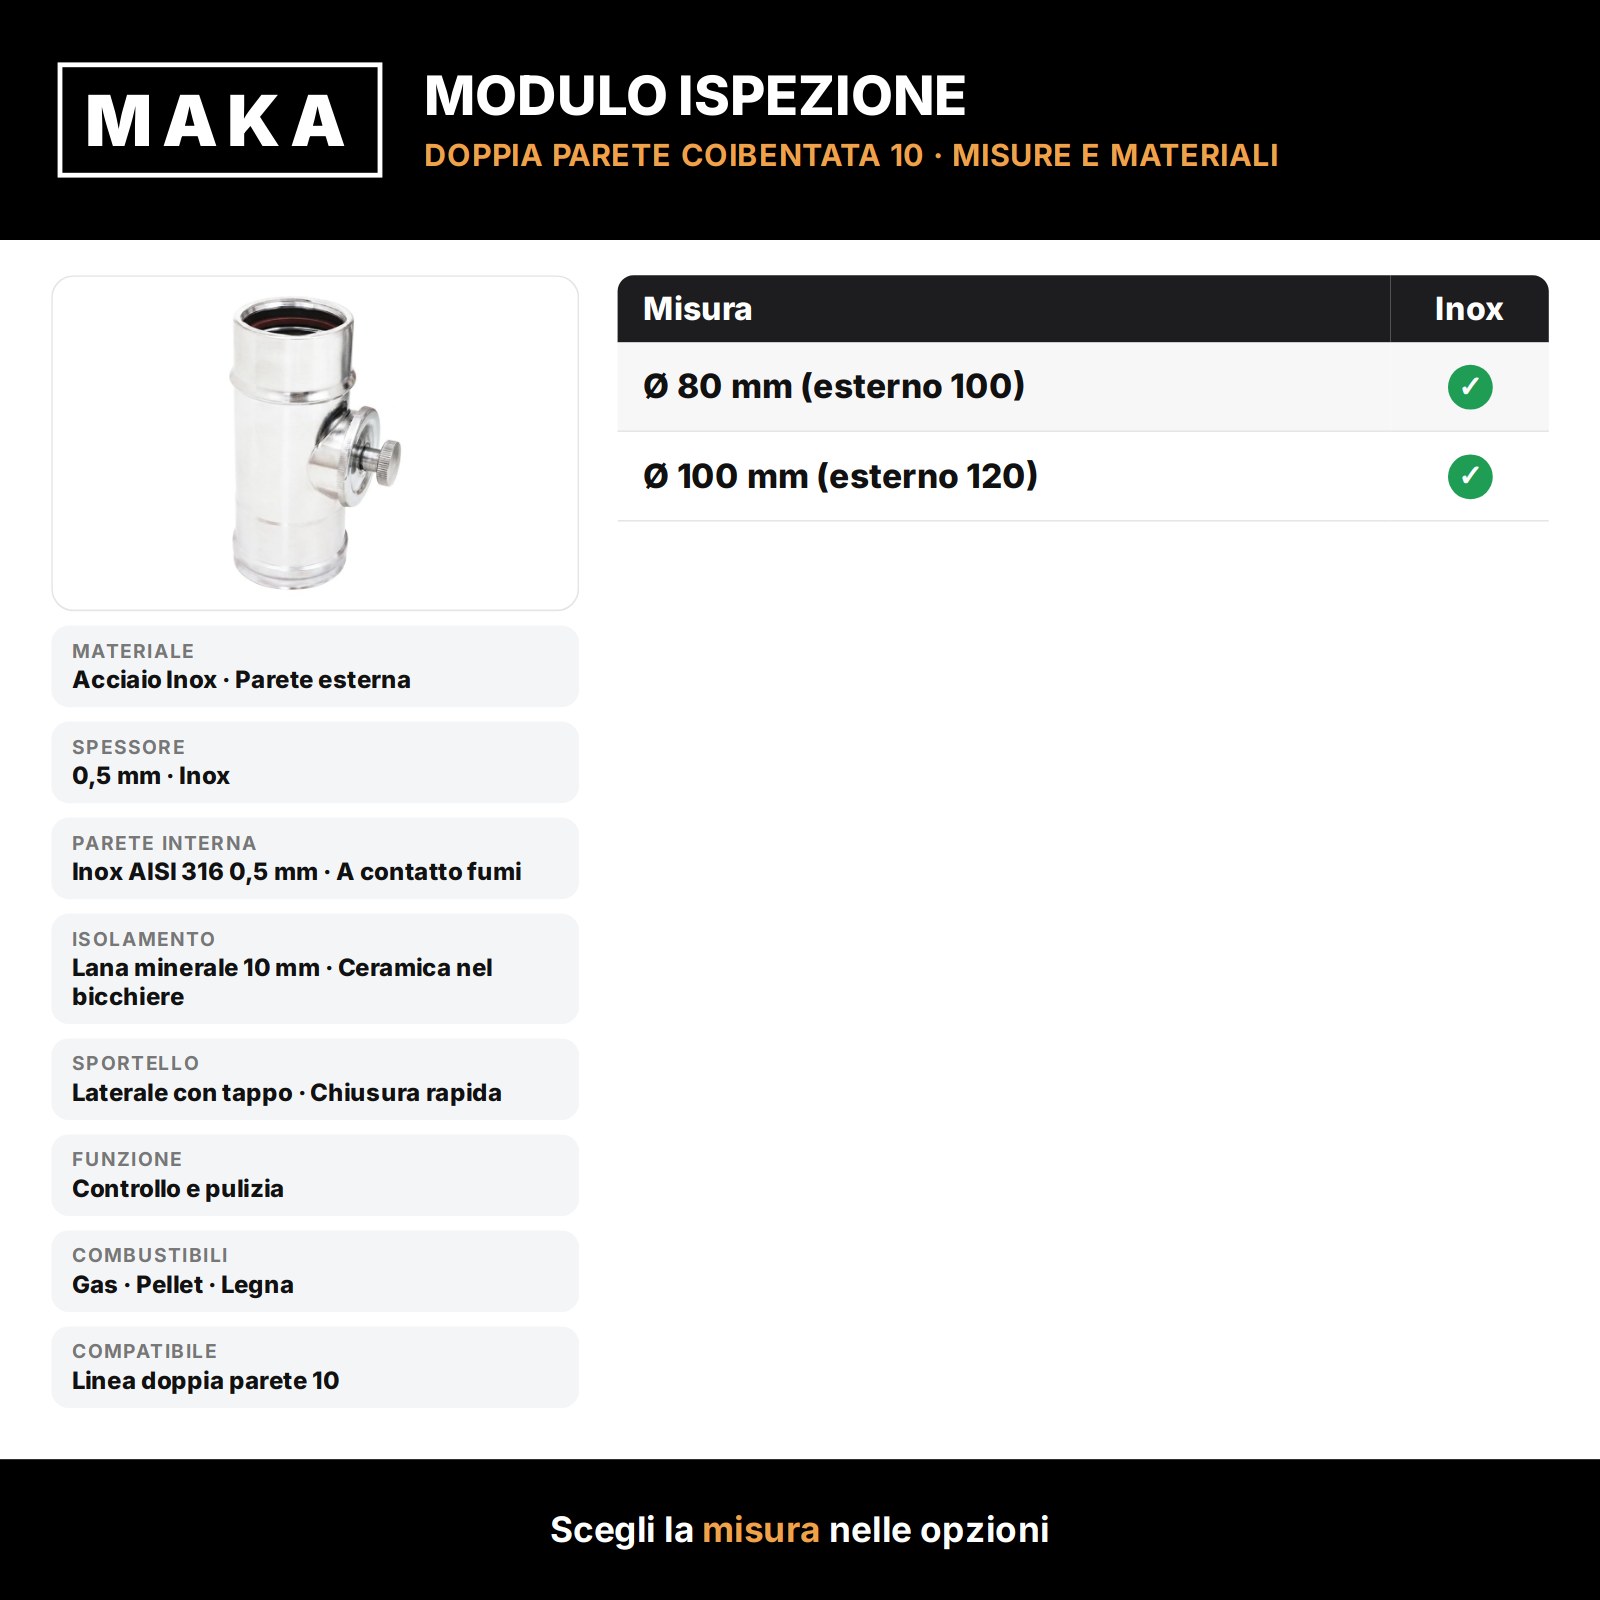 MAKA
MODULO ISPEZIONE
DOPPIA PARETE COIBENTATA 10 · MISURE E MATERIALI
Misura Inox
Ø 80 mm (esterno 100) ✓
Ø 100 mm (esterno 120) ✓
MATERIALE
Acciaio Inox · Parete esterna
SPESSORE
0,5 mm · Inox
PARETE INTERNA
Inox AISI 316 0,5 mm · A contatto fumi
ISOLAMENTO
Lana minerale 10 mm · Ceramica nel
bicchiere
SPORTELLO
Laterale con tappo · Chiusura rapida
FUNZIONE
Controllo e pulizia
COMBUSTIBILI
Gas · Pellet · Legna
COMPATIBILE
Linea doppia parete 10
Scegli la misura nelle opzioni